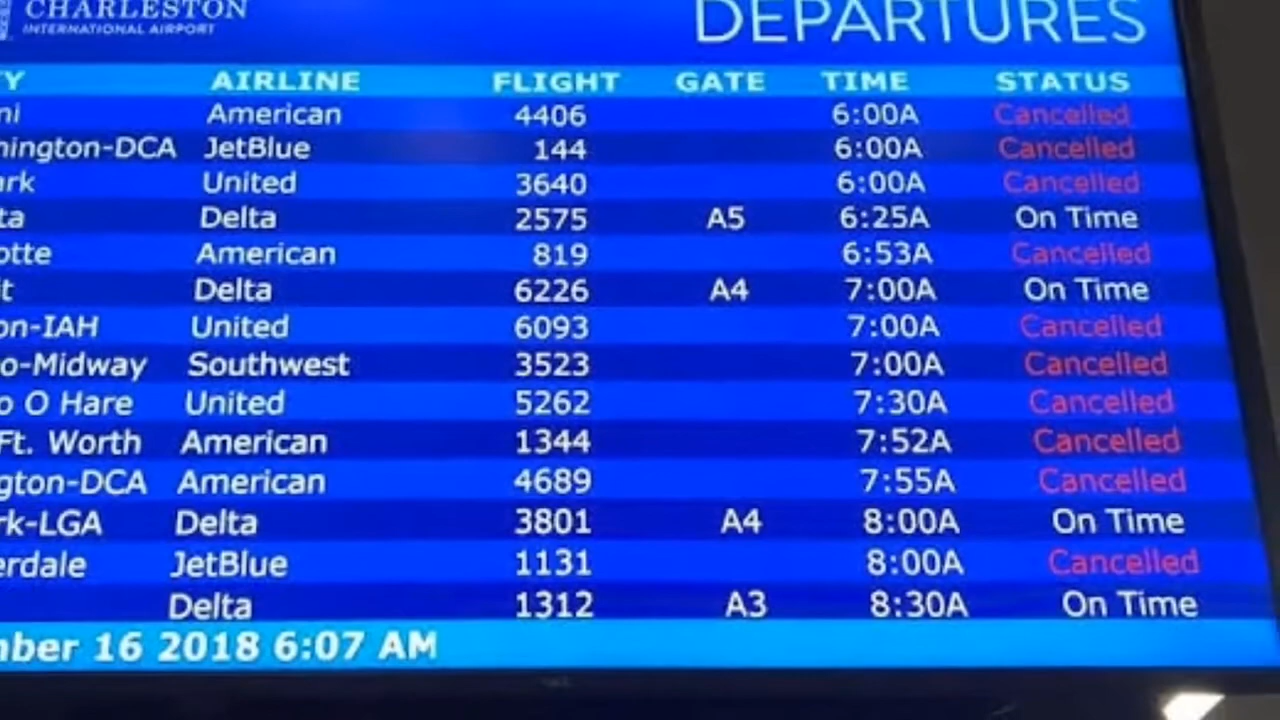 CHARLESTON DEPARTURES
INTERNATIONAL AIRPORT
Y AIRLINE FLIGHT GATE TIME STATUS
ni American 4406 6:00A Cancelled
hington-DCA JetBlue 144 6:00A Cancelled
ark United 3640 6:00A Cancelled
ta Delta 2575 A5 6:25A On Time
otte American 819 6:53A Cancelled
it Delta 6226 A4 7:00A On Time
on-IAH United 6093 7:00A Cancelled
o-Midway Southwest 3523 7:00A Cancelled
o O Hare United 5262 7:30A Cancelled
Ft. Worth American 1344 7:52A Cancelled
gton-DCA American 4689 7:55A Cancelled
rk-LGA Delta 3801 A4 8:00A On Time
erdale JetBlue 1131 8:00A Cancelled
Delta 1312 A3 8:30A On Time
mber 16 2018 6:07 AM